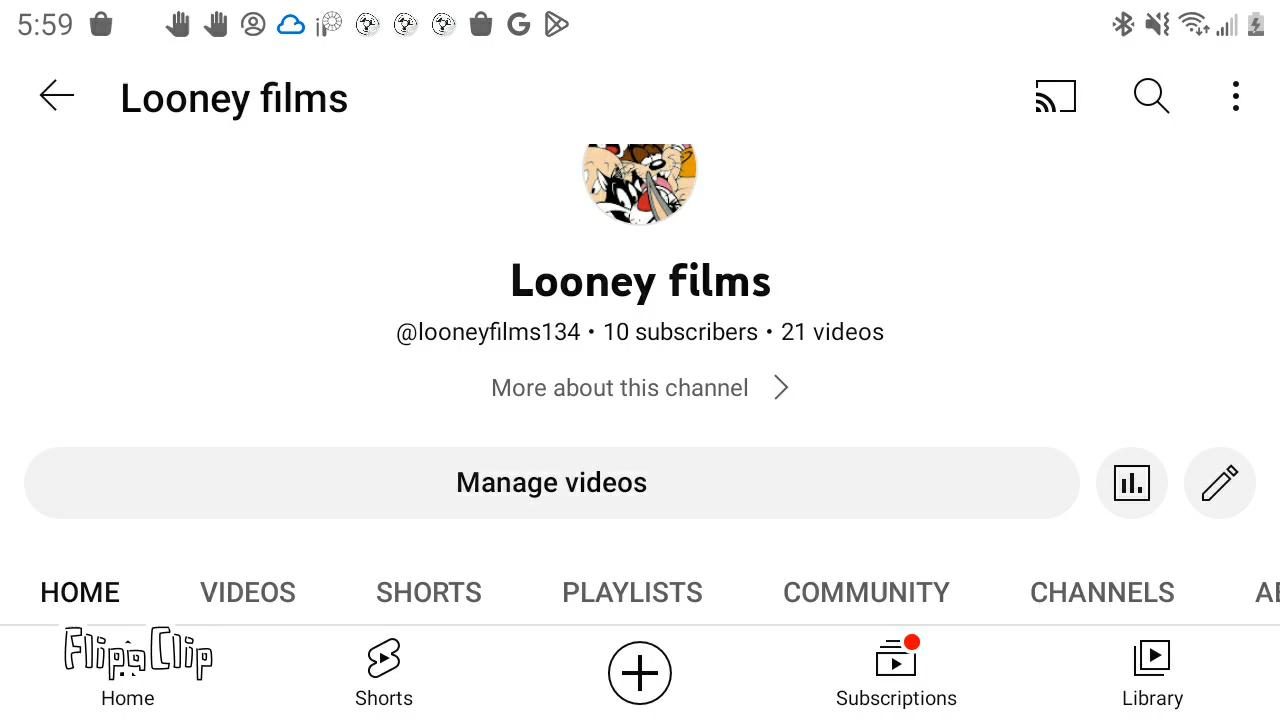 5:59
Looney films
Looney films
@looneyfilms134 • 10 subscribers • 21 videos
More about this channel
Manage videos
HOME VIDEOS SHORTS PLAYLISTS COMMUNITY CHANNELS AB
FlipaClip
Home Shorts Subscriptions Library